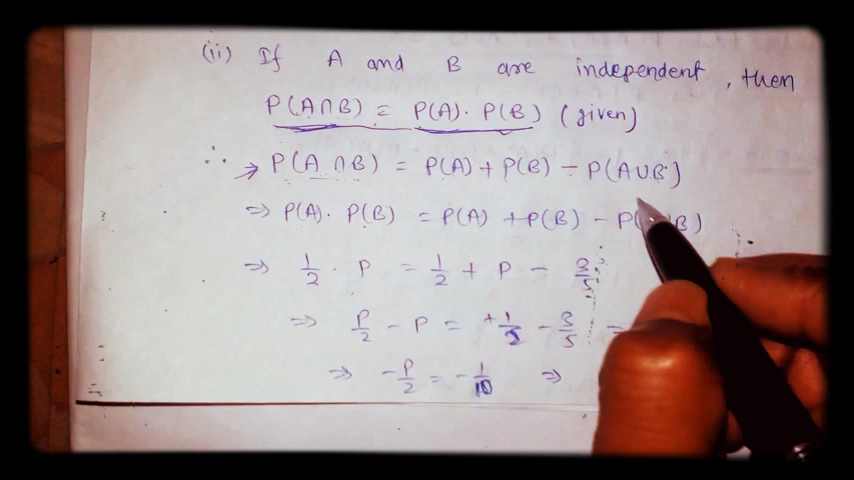 (ii) If A and B are independent, then
P(A∩B) = P(A). P(B) (given)
∴ → P(A ∩B) = P(A) + P(B) − P(A∪B)
⇒ P(A). P(B) = P(A) + P(B) − P( B)
⇒ 1/2 . P = 1/2 + P − 3/5
⇒ P/2 − P = +1/2 − 3/5 =
⇒ −P/2 = −1/10 ⇒